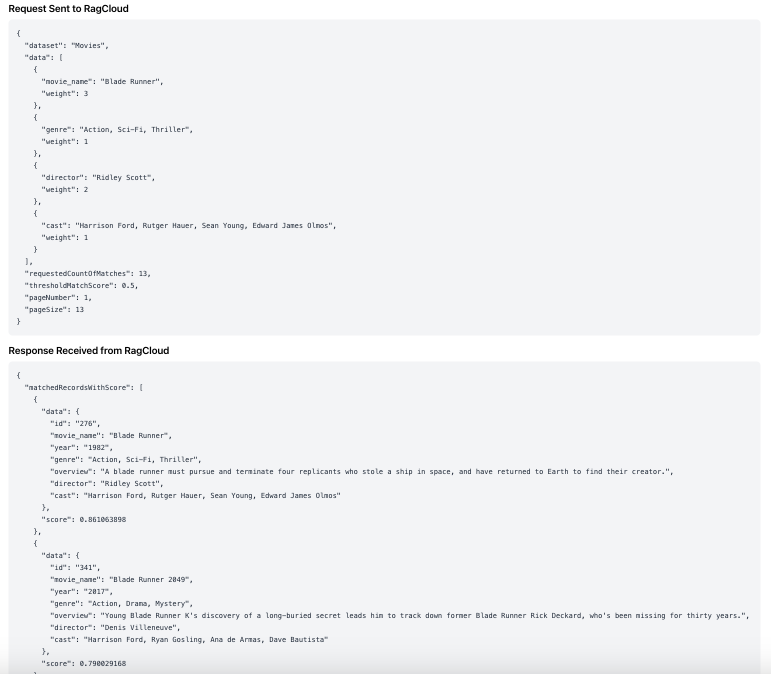 Request Sent to RagCloud
{
"dataset": "Movies",
"data": [
{
"movie_name": "Blade Runner",
"weight": 3
},
{
"genre": "Action, Sci-Fi, Thriller",
"weight": 1
},
{
"director": "Ridley Scott",
"weight": 2
},
{
"cast": "Harrison Ford, Rutger Hauer, Sean Young, Edward James Olmos",
"weight": 1
}
],
"requestedCountOfMatches": 13,
"thresholdMatchScore": 0.5,
"pageNumber": 1,
"pageSize": 13
}
Response Received from RagCloud
{
"matchedRecordsWithScore": [
{
"data": {
"id": "276",
"movie_name": "Blade Runner",
"year": "1982",
"genre": "Action, Sci-Fi, Thriller",
"overview": "A blade runner must pursue and terminate four replicants who stole a ship in space, and have returned to Earth to find their creator.",
"director": "Ridley Scott",
"cast": "Harrison Ford, Rutger Hauer, Sean Young, Edward James Olmos"
},
"score": 0.861063898
},
{
"data": {
"id": "341",
"movie_name": "Blade Runner 2049",
"year": "2017",
"genre": "Action, Drama, Mystery",
"overview": "Young Blade Runner K's discovery of a long-buried secret leads him to track down former Blade Runner Rick Deckard, who's been missing for thirty years.",
"director": "Denis Villeneuve",
"cast": "Harrison Ford, Ryan Gosling, Ana de Armas, Dave Bautista"
},
"score": 0.790029168